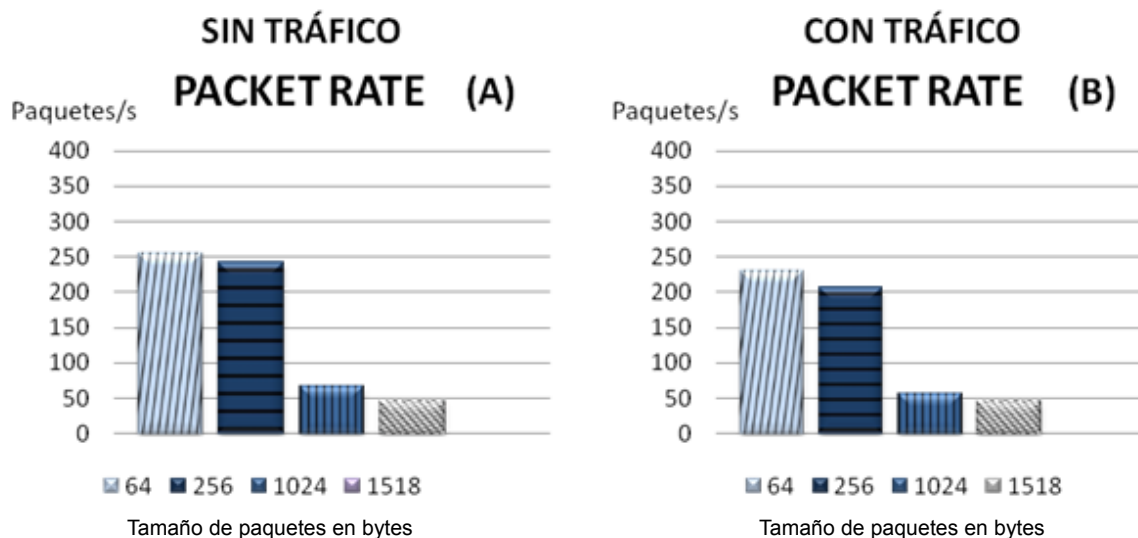 SIN TRÁFICO
PACKET RATE (A)
Paquetes/s
400
350
300
250
200
150
100
50
0
64 256 1024 1518
Tamaño de paquetes en bytes
CON TRÁFICO
PACKET RATE (B)
Paquetes/s
400
350
300
250
200
150
100
50
0
64 256 1024 1518
Tamaño de paquetes en bytes